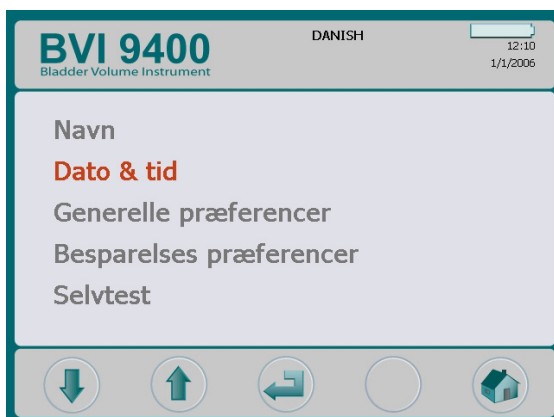 BVI 9400
Bladder Volume Instrument
DANISH
12:10
1/1/2006
Navn
Dato & tid
Generelle præferencer
Besparelses præferencer
Selvtest